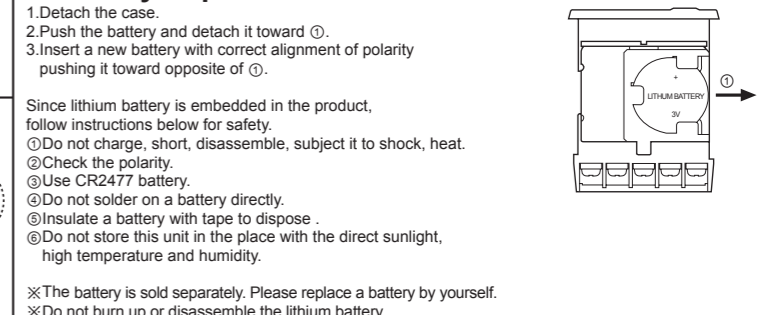 1.Detach the case.
2.Push the battery and detach it toward ①.
3.Insert a new battery with correct alignment of polarity
pushing it toward opposite of ①.
Since lithium battery is embedded in the product,
follow instructions below for safety.
①Do not charge, short, disassemble, subject it to shock, heat.
②Check the polarity.
③Use CR2477 battery.
④Do not solder on a battery directly.
⑤Insulate a battery with tape to dispose .
⑥Do not store this unit in the place with the direct sunlight,
high temperature and humidity.
※The battery is sold separately. Please replace a battery by yourself.
※Do not burn up or disassemble the lithium battery
+
LITHUM BATTERY
3V
①